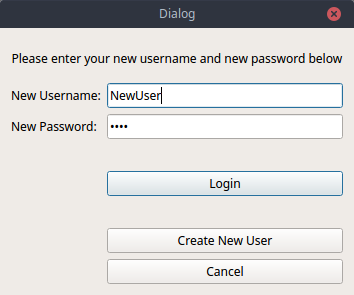 Dialog
Please enter your new username and new password below
New Username: NewUser
New Password: ••••
Login
Create New User
Cancel